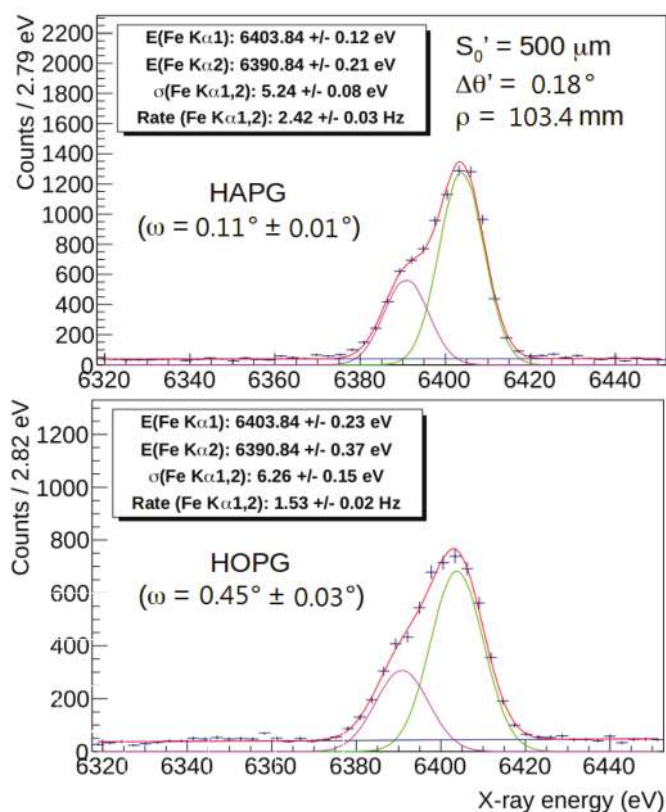 Counts / 2.79 eV
2200
2000
1800
1600
1400
1200
1000
800
600
400
200
0
E(Fe Kα1): 6403.84 +/- 0.12 eV
E(Fe Kα2): 6390.84 +/- 0.21 eV
σ(Fe Kα1,2): 5.24 +/- 0.08 eV
Rate (Fe Kα1,2): 2.42 +/- 0.03 Hz
S₀' = 500 μm
Δθ' = 0.18°
ρ = 103.4 mm
HAPG
(ω = 0.11° ± 0.01°)
6320 6340 6360 6380 6400 6420 6440
Counts / 2.82 eV
1200
1000
800
600
400
200
0
E(Fe Kα1): 6403.84 +/- 0.23 eV
E(Fe Kα2): 6390.84 +/- 0.37 eV
σ(Fe Kα1,2): 6.26 +/- 0.15 eV
Rate (Fe Kα1,2): 1.53 +/- 0.02 Hz
HOPG
(ω = 0.45° ± 0.03°)
6320 6340 6360 6380 6400 6420 6440
X-ray energy (eV)